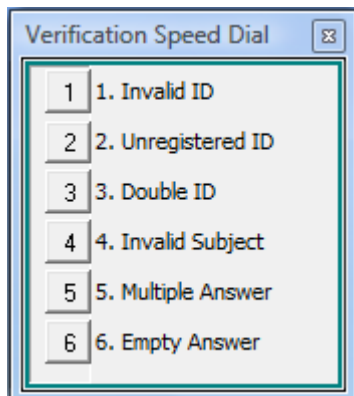 Verification Speed Dial
1 1. Invalid ID
2 2. Unregistered ID
3 3. Double ID
4 4. Invalid Subject
5 5. Multiple Answer
6 6. Empty Answer